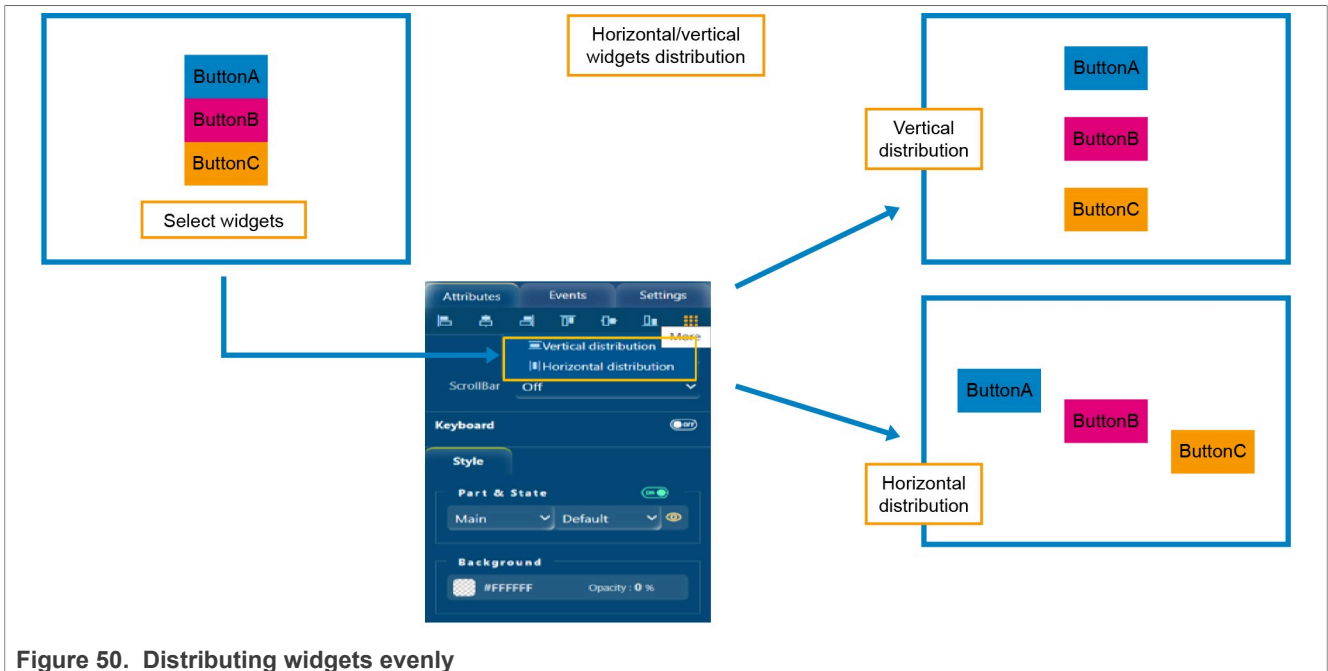 ButtonA
ButtonB
ButtonC
Select widgets
Horizontal/vertical
widgets distribution
ButtonA
ButtonB
ButtonC
Vertical
distribution
Attributes Events Settings
More
Vertical distribution
Horizontal distribution
ScrollBar Off
Keyboard OFF
Style
Part & State ON
Main Default
Background
#FFFFFF Opacity : 0 %
ButtonA
ButtonB
ButtonC
Horizontal
distribution
Figure 50. Distributing widgets evenly